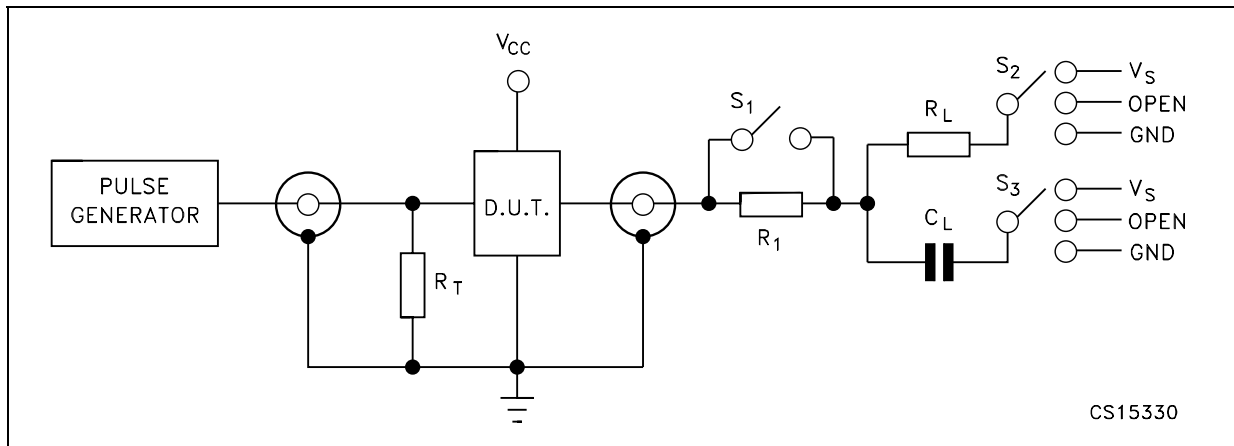 V_CC
PULSE
GENERATOR
R_T
D.U.T.
S_1
R_1
R_L
S_2
V_S
OPEN
GND
C_L
S_3
V_S
OPEN
GND
CS15330